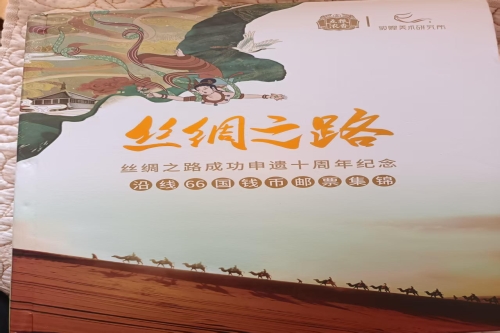 丝绸之路
丝绸之路成功申遗十周年纪念
沿线66国钱币邮票集锦